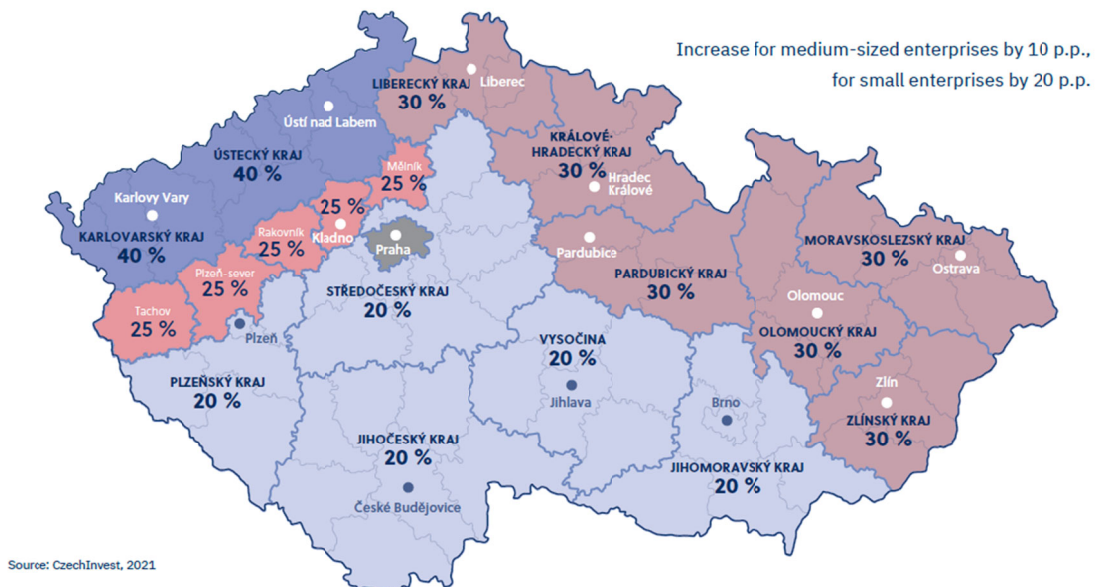 Increase for medium-sized enterprises by 10 p.p.,
for small enterprises by 20 p.p.
LIBERECKÝ KRAJ
30 %
Liberec
Ústí nad Labem
ÚSTECKÝ KRAJ
40 %
Mělník
25 %
KRÁLOVÉ-
HRADECKÝ KRAJ
30 %
Hradec
Králové
Karlovy Vary
KARLOVARSKÝ KRAJ
40 %
25 %
Kladno
Rakovník
25 %
Praha
Plzeň-sever
25 %
Tachov
25 %
Plzeň
STŘEDOČESKÝ KRAJ
20 %
Pardubice
PARDUBICKÝ KRAJ
30 %
MORAVSKOSLEZSKÝ KRAJ
30 %
Ostrava
Olomouc
OLOMOUCKÝ KRAJ
30 %
VYSOČINA
20 %
Jihlava
PLZEŇSKÝ KRAJ
20 %
Brno
Zlín
ZLÍNSKÝ KRAJ
30 %
JIHOČESKÝ KRAJ
20 %
České Budějovice
JIHOMORAVSKÝ KRAJ
20 %
Source: CzechInvest, 2021